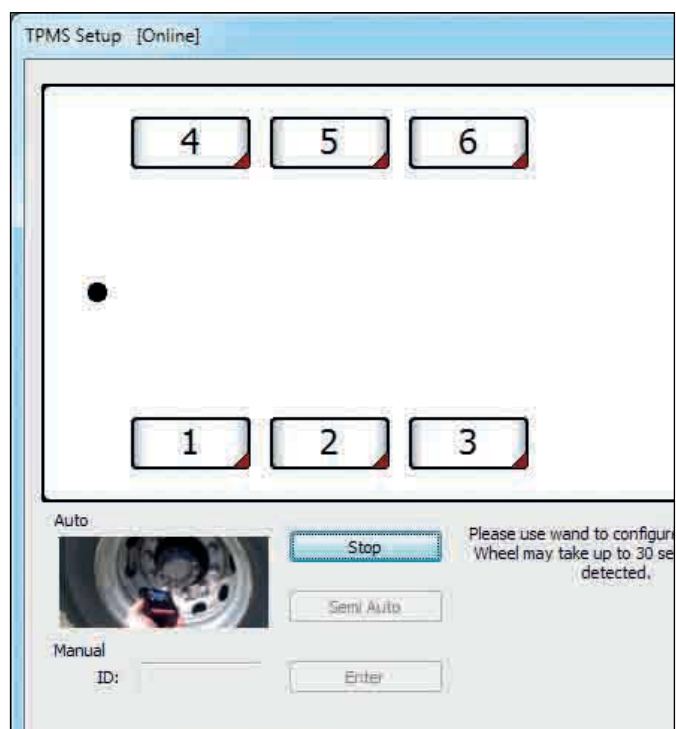 TPMS Setup [Online]
4 5 6
1 2 3
Auto
Stop
Please use wand to configur
Wheel may take up to 30 se
detected.
Semi Auto
Manual
ID:
Enter